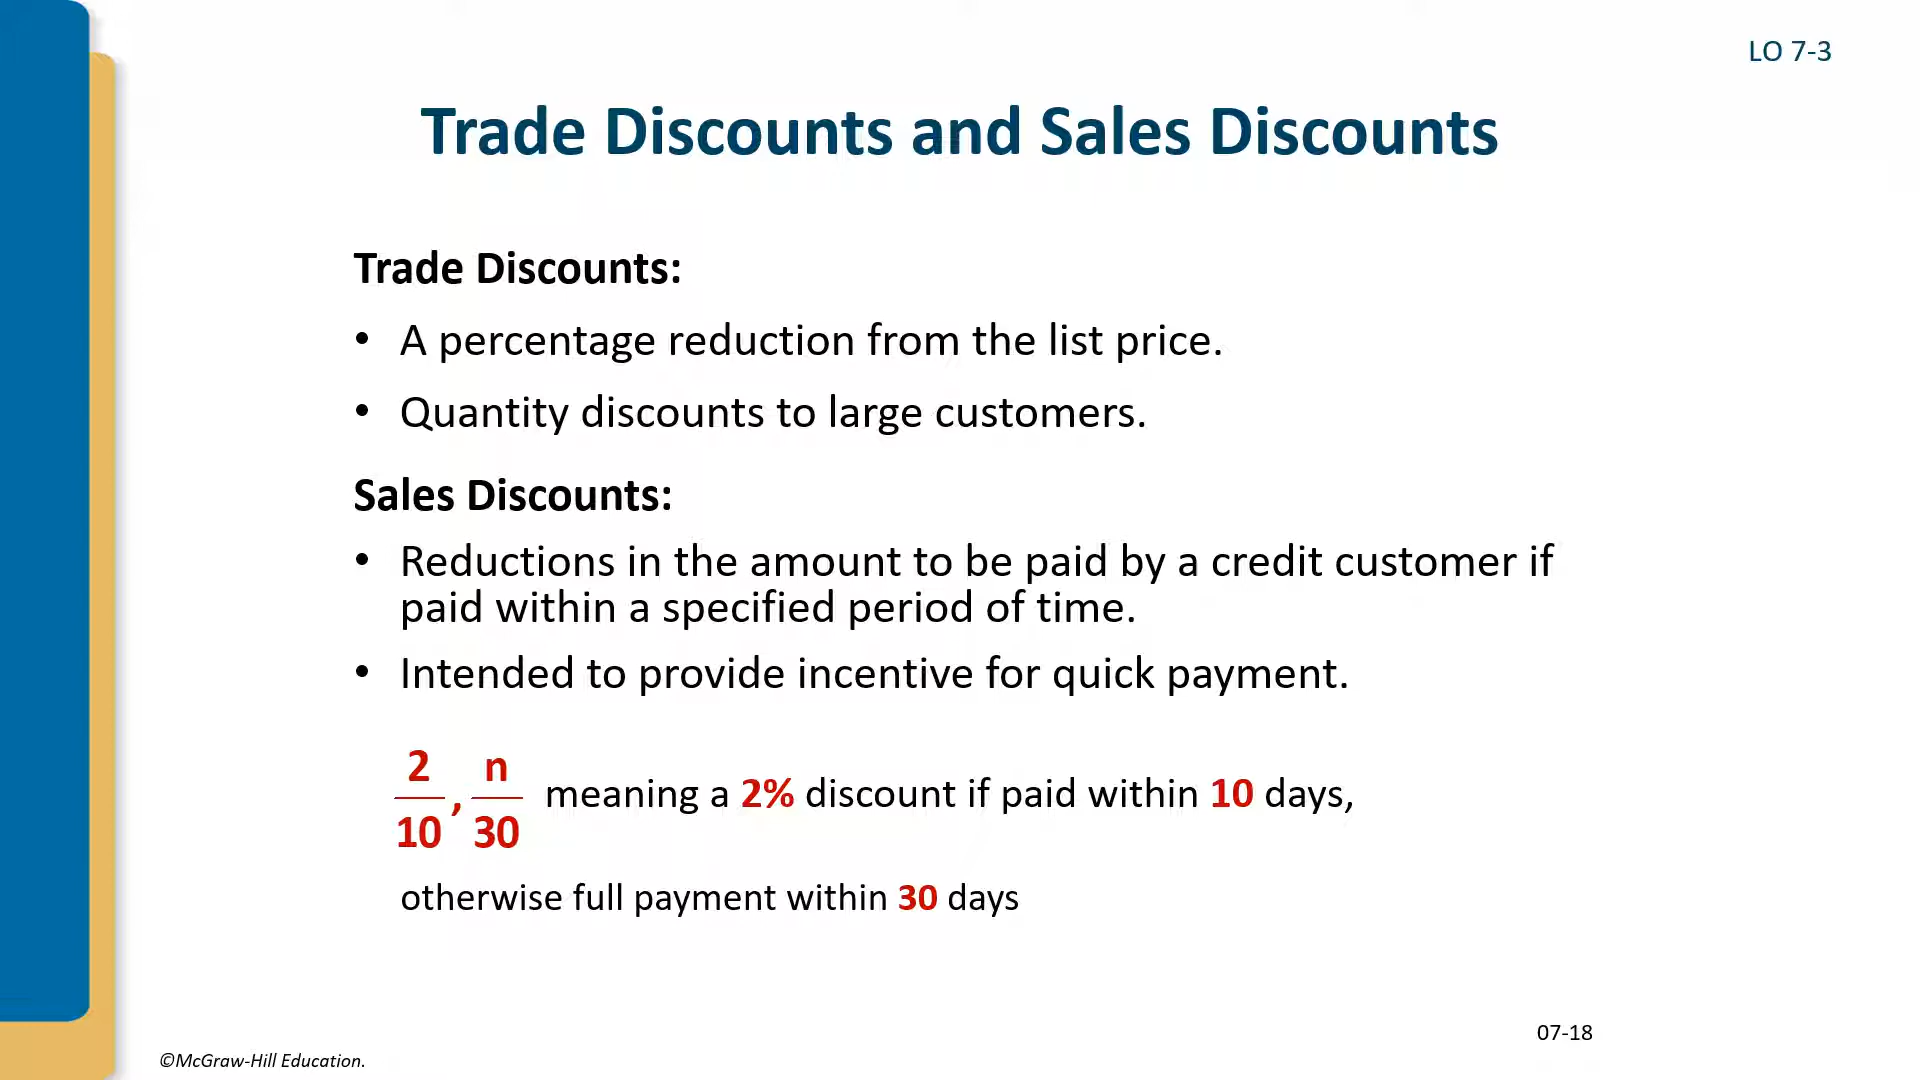 LO 7-3
Trade Discounts and Sales Discounts
Trade Discounts:
• A percentage reduction from the list price.
• Quantity discounts to large customers.
Sales Discounts:
• Reductions in the amount to be paid by a credit customer if
paid within a specified period of time.
• Intended to provide incentive for quick payment.
2/10, n/30 meaning a 2% discount if paid within 10 days,
otherwise full payment within 30 days
07-18
©McGraw-Hill Education.